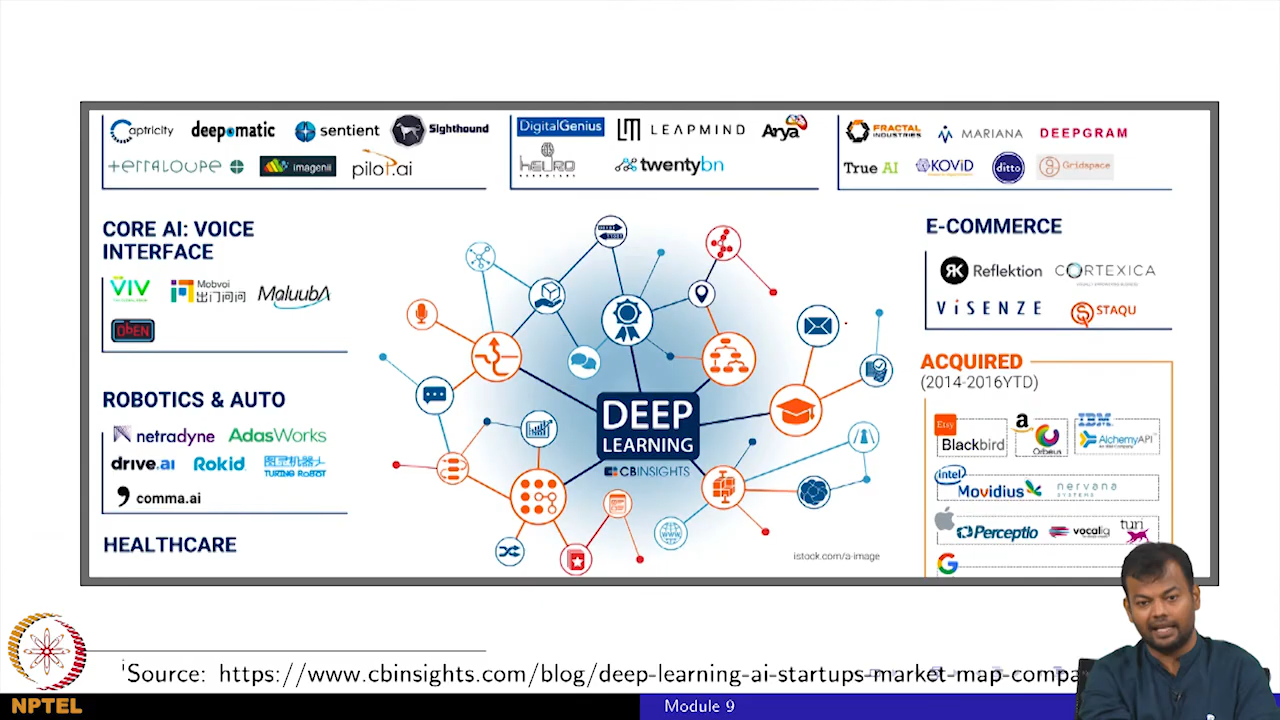 Captricity deepomatic sentient Sighthound
terraloupe imagenii pilot.ai
DigitalGenius LEAPMIND Arya
twentybn
FRACTAL INDUSTRIES MARIANA DEEPGRAM
True AI KOViD ditto Gridspace
CORE AI: VOICE
INTERFACE
VIV Mobvoi 出门问问 MaluubA
ObEN
ROBOTICS & AUTO
netradyne AdasWorks
drive.ai Rokid 图灵机器人 TURING ROBOT
comma.ai
HEALTHCARE
WWW
DEEP
LEARNING
CBINSIGHTS
istock.com/a-image
E-COMMERCE
RK Reflektion CORTEXICA
ViSENZE STAQU
ACQUIRED
(2014-2016YTD)
Etsy Blackbird a Orbeus IBM AlchemyAPI
intel Movidius nervana SYSTEMS
Perceptio vocaliq turi
G
Source: https://www.cbinsights.com/blog/deep-learning-ai-startups-market-map-compa
NPTEL
Module 9